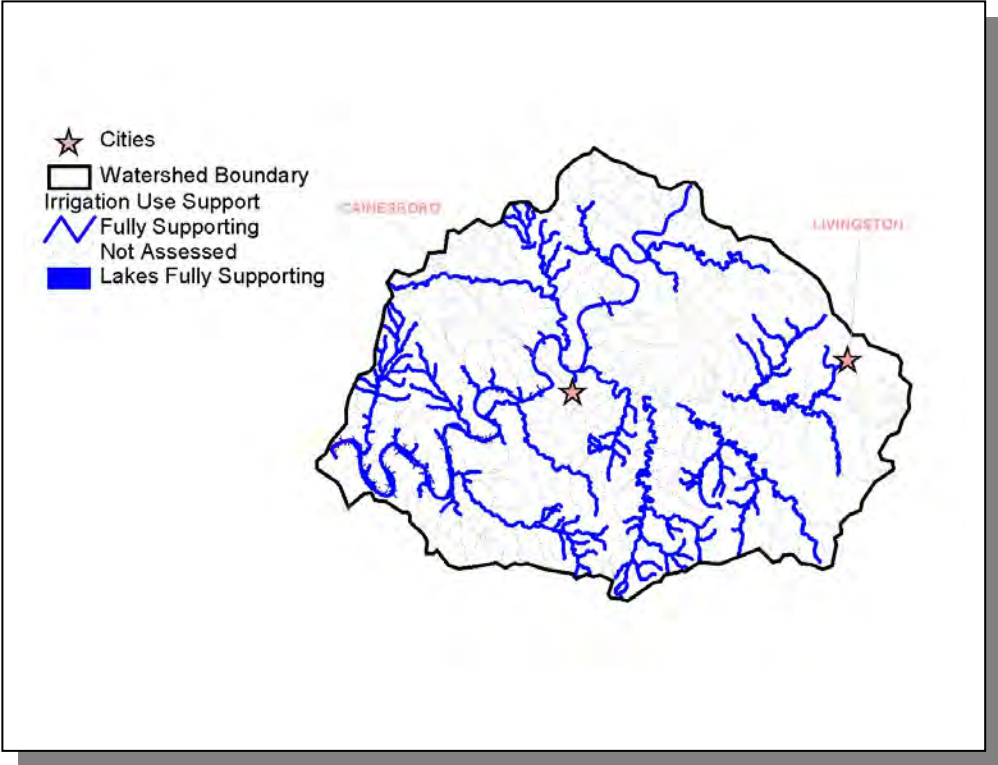 Cities
Watershed Boundary
Irrigation Use Support
Fully Supporting
Not Assessed
Lakes Fully Supporting
GAINESBORO
LIVINGSTON